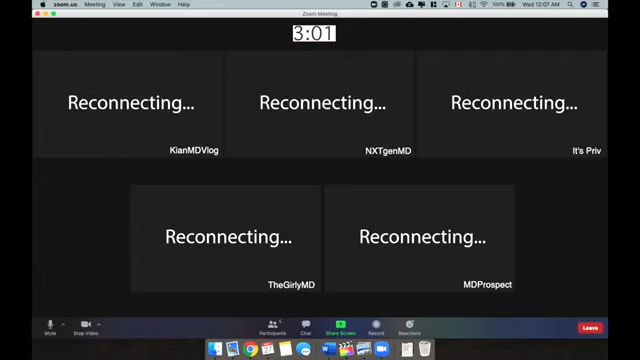 zoom.us Meeting View Edit Window Help 100% Wed 12:07 AM
Zoom Meeting
3:01
Reconnecting... Reconnecting... Reconnecting...
KianMDVlog NXTgenMD It's Priv
Reconnecting... Reconnecting...
TheGirlyMD MDProspect
Mute Stop Video Participants 1 Chat Share Screen Record Reactions Leave